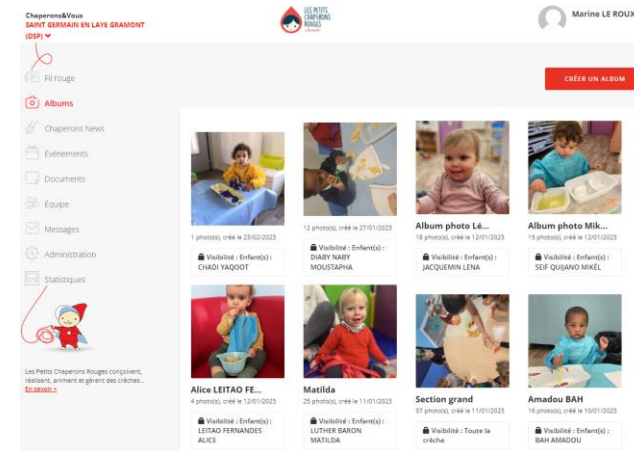 Chaperons&Vous
SAINT GERMAIN EN LAYE GRAMONT
(DSP)
LES PETITS
CHAPERONS
ROUGES
Marine LE ROUX
Fil rouge
Albums
Chaperons News
Événements
Documents
Équipe
Messages
Administration
Statistiques
Les Petits Chaperons Rouges conçoivent,
réalisent, animent et gèrent des crèches...
En savoir +
CRÉER UN ALBUM
1 photo(s), créé le 23/02/2023
Visibilité : Enfant(s) :
CHADI YAQOOT
12 photo(s), créé le 27/01/2023
Visibilité : Enfant(s) :
DIABY NABY
MOUSTAPHA
Album photo Lé...
18 photo(s), créé le 12/01/2023
Visibilité : Enfant(s) :
JACQUEMIN LENA
Album photo Mik...
15 photo(s), créé le 12/01/2023
Visibilité : Enfant(s) :
SEIF QUIJANO MIKËL
Alice LEITAO FE...
4 photo(s), créé le 12/01/2023
Visibilité : Enfant(s) :
LEITAO FERNANDES
ALICE
Matilda
25 photo(s), créé le 11/01/2023
Visibilité : Enfant(s) :
LUTHER BARON
MATILDA
Section grand
37 photo(s), créé le 11/01/2023
Visibilité : Toute la
crèche
Amadou BAH
16 photo(s), créé le 10/01/2023
Visibilité : Enfant(s) :
BAH AMADOU